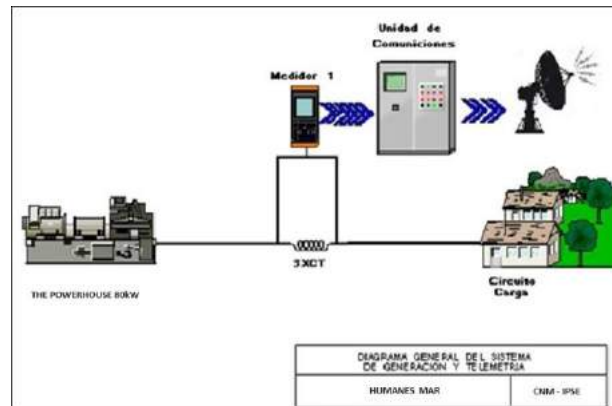 Unidad de
Comuniciones
Medidor 1
3XCT
THE POWERHOUSE 80kW
Circuito
Carga
DIAGRAMA GENERAL DEL SISTEMA
DE GENERACION Y TELEMETRIA
HUMANES MAR
CNM - IPSE